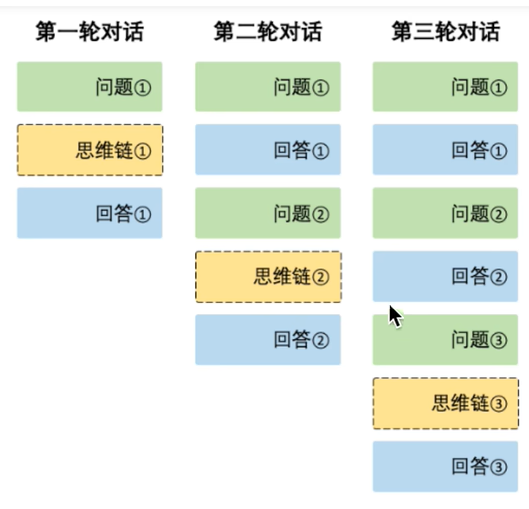 第一轮对话
问题①
思维链①
回答①
第二轮对话
问题①
回答①
问题②
思维链②
回答②
第三轮对话
问题①
回答①
问题②
回答②
问题③
思维链③
回答③